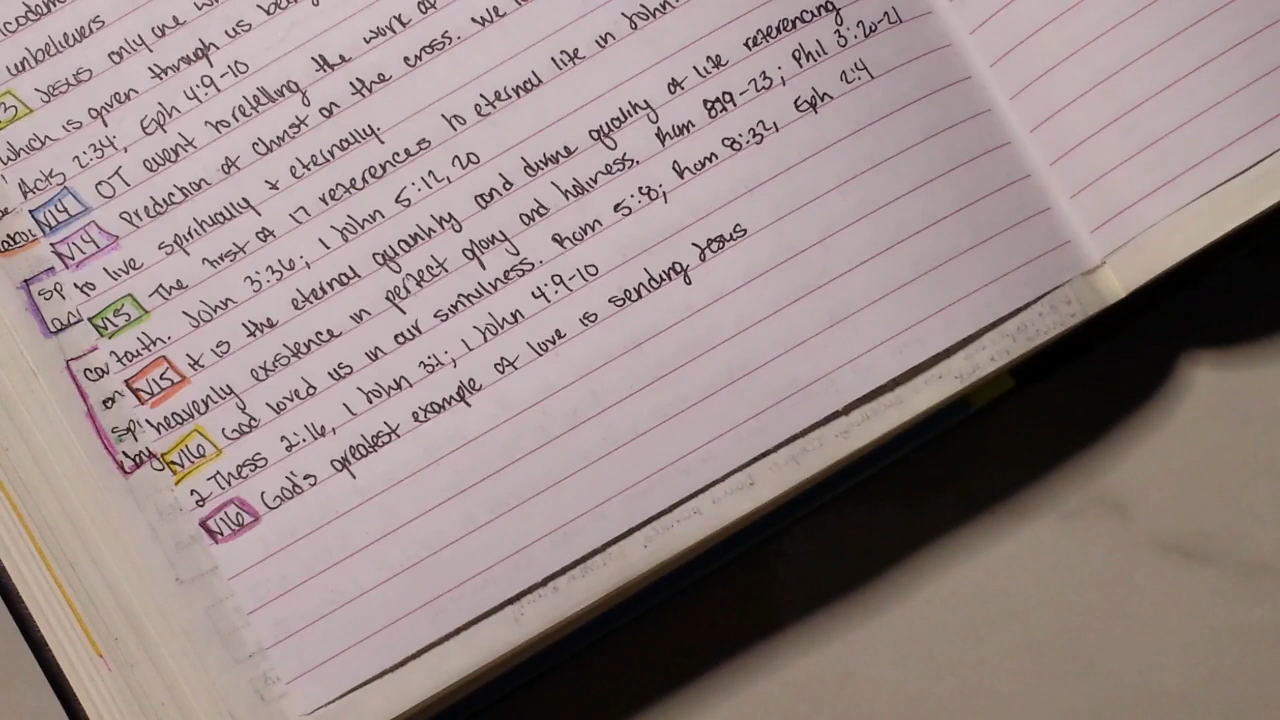 unbelievers
3 Jesus only one
which is given through us
Acts 2:34; Eph 4:9-10
V14 OT event foretelling the work of
V14 Prediction of Christ on the cross. We
to live spiritually + eternally.
V15 The first of 17 references to eternal life in John.
faith. John 3:36; 1 John 5:12, 20
V15 It is the eternal quantity and divine quality of life referencing
heavenly existence in perfect glory and holiness. Rom 8:19-23; Phil 3:20-21
V16 God loved us in our sinfulness. Rom 5:8; Rom 8:32, Eph 2:4
2 Thess 2:16, 1 John 3:1; 1 John 4:9-10
V16 God's greatest example of love is sending Jesus